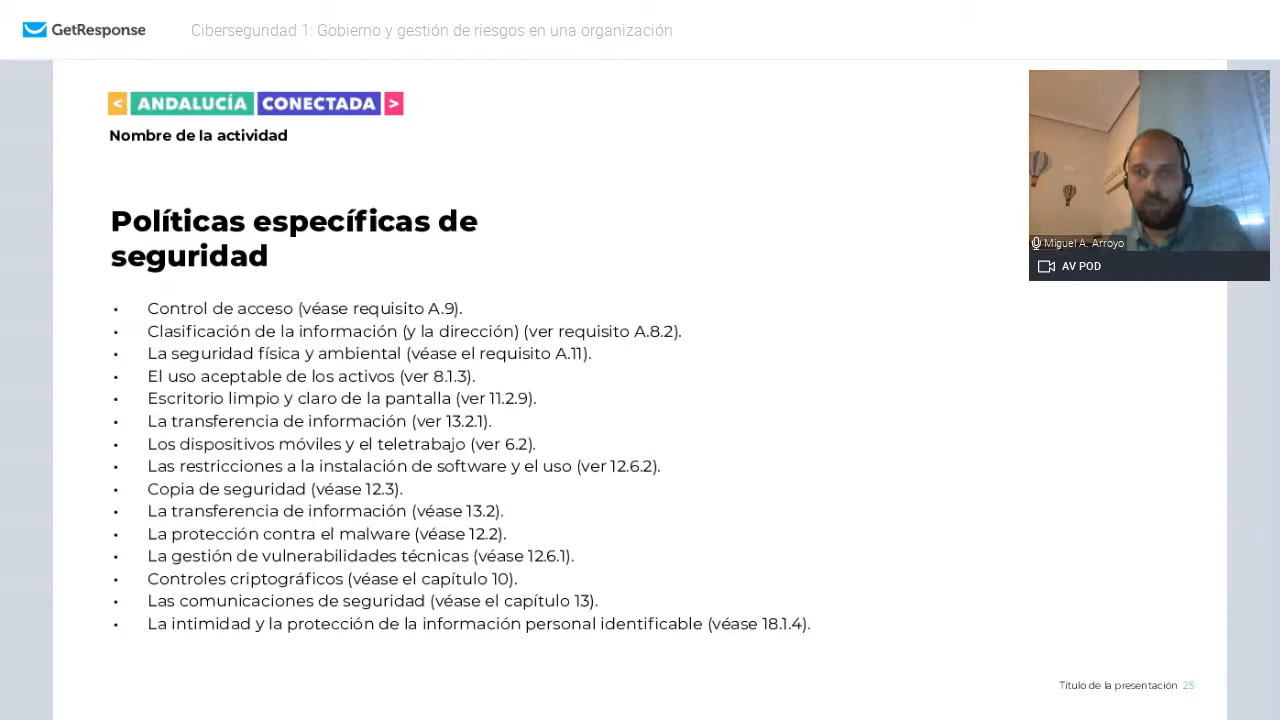 GetResponse
Ciberseguridad 1: Gobierno y gestión de riesgos en una organización
< ANDALUCÍA CONECTADA >
Nombre de la actividad
Políticas específicas de
seguridad
• Control de acceso (véase requisito A.9).
• Clasificación de la información (y la dirección) (ver requisito A.8.2).
• La seguridad física y ambiental (véase el requisito A.11).
• El uso aceptable de los activos (ver 8.1.3).
• Escritorio limpio y claro de la pantalla (ver 11.2.9).
• La transferencia de información (ver 13.2.1).
• Los dispositivos móviles y el teletrabajo (ver 6.2).
• Las restricciones a la instalación de software y el uso (ver 12.6.2).
• Copia de seguridad (véase 12.3).
• La transferencia de información (véase 13.2).
• La protección contra el malware (véase 12.2).
• La gestión de vulnerabilidades técnicas (véase 12.6.1).
• Controles criptográficos (véase el capítulo 10).
• Las comunicaciones de seguridad (véase el capítulo 13).
• La intimidad y la protección de la información personal identificable (véase 18.1.4).
Miguel A. Arroyo
AV POD
Título de la presentación 25